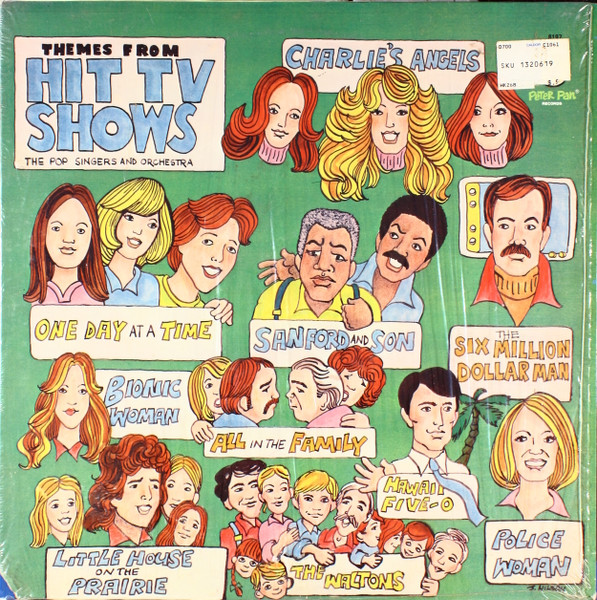 THEMES FROM
HIT TV
SHOWS
THE POP SINGERS AND ORCHESTRA
CHARLIE'S ANGELS
SKU 1320619
Peter Pan
RECORDS
ONE DAY AT A TIME
SANFORD AND SON
THE
SIX MILLION
DOLLAR MAN
BIONIC
WOMAN
ALL IN THE FAMILY
HAWAII
FIVE-O
POLICE
WOMAN
LITTLE HOUSE
ON THE
PRAIRIE
THE WALTONS